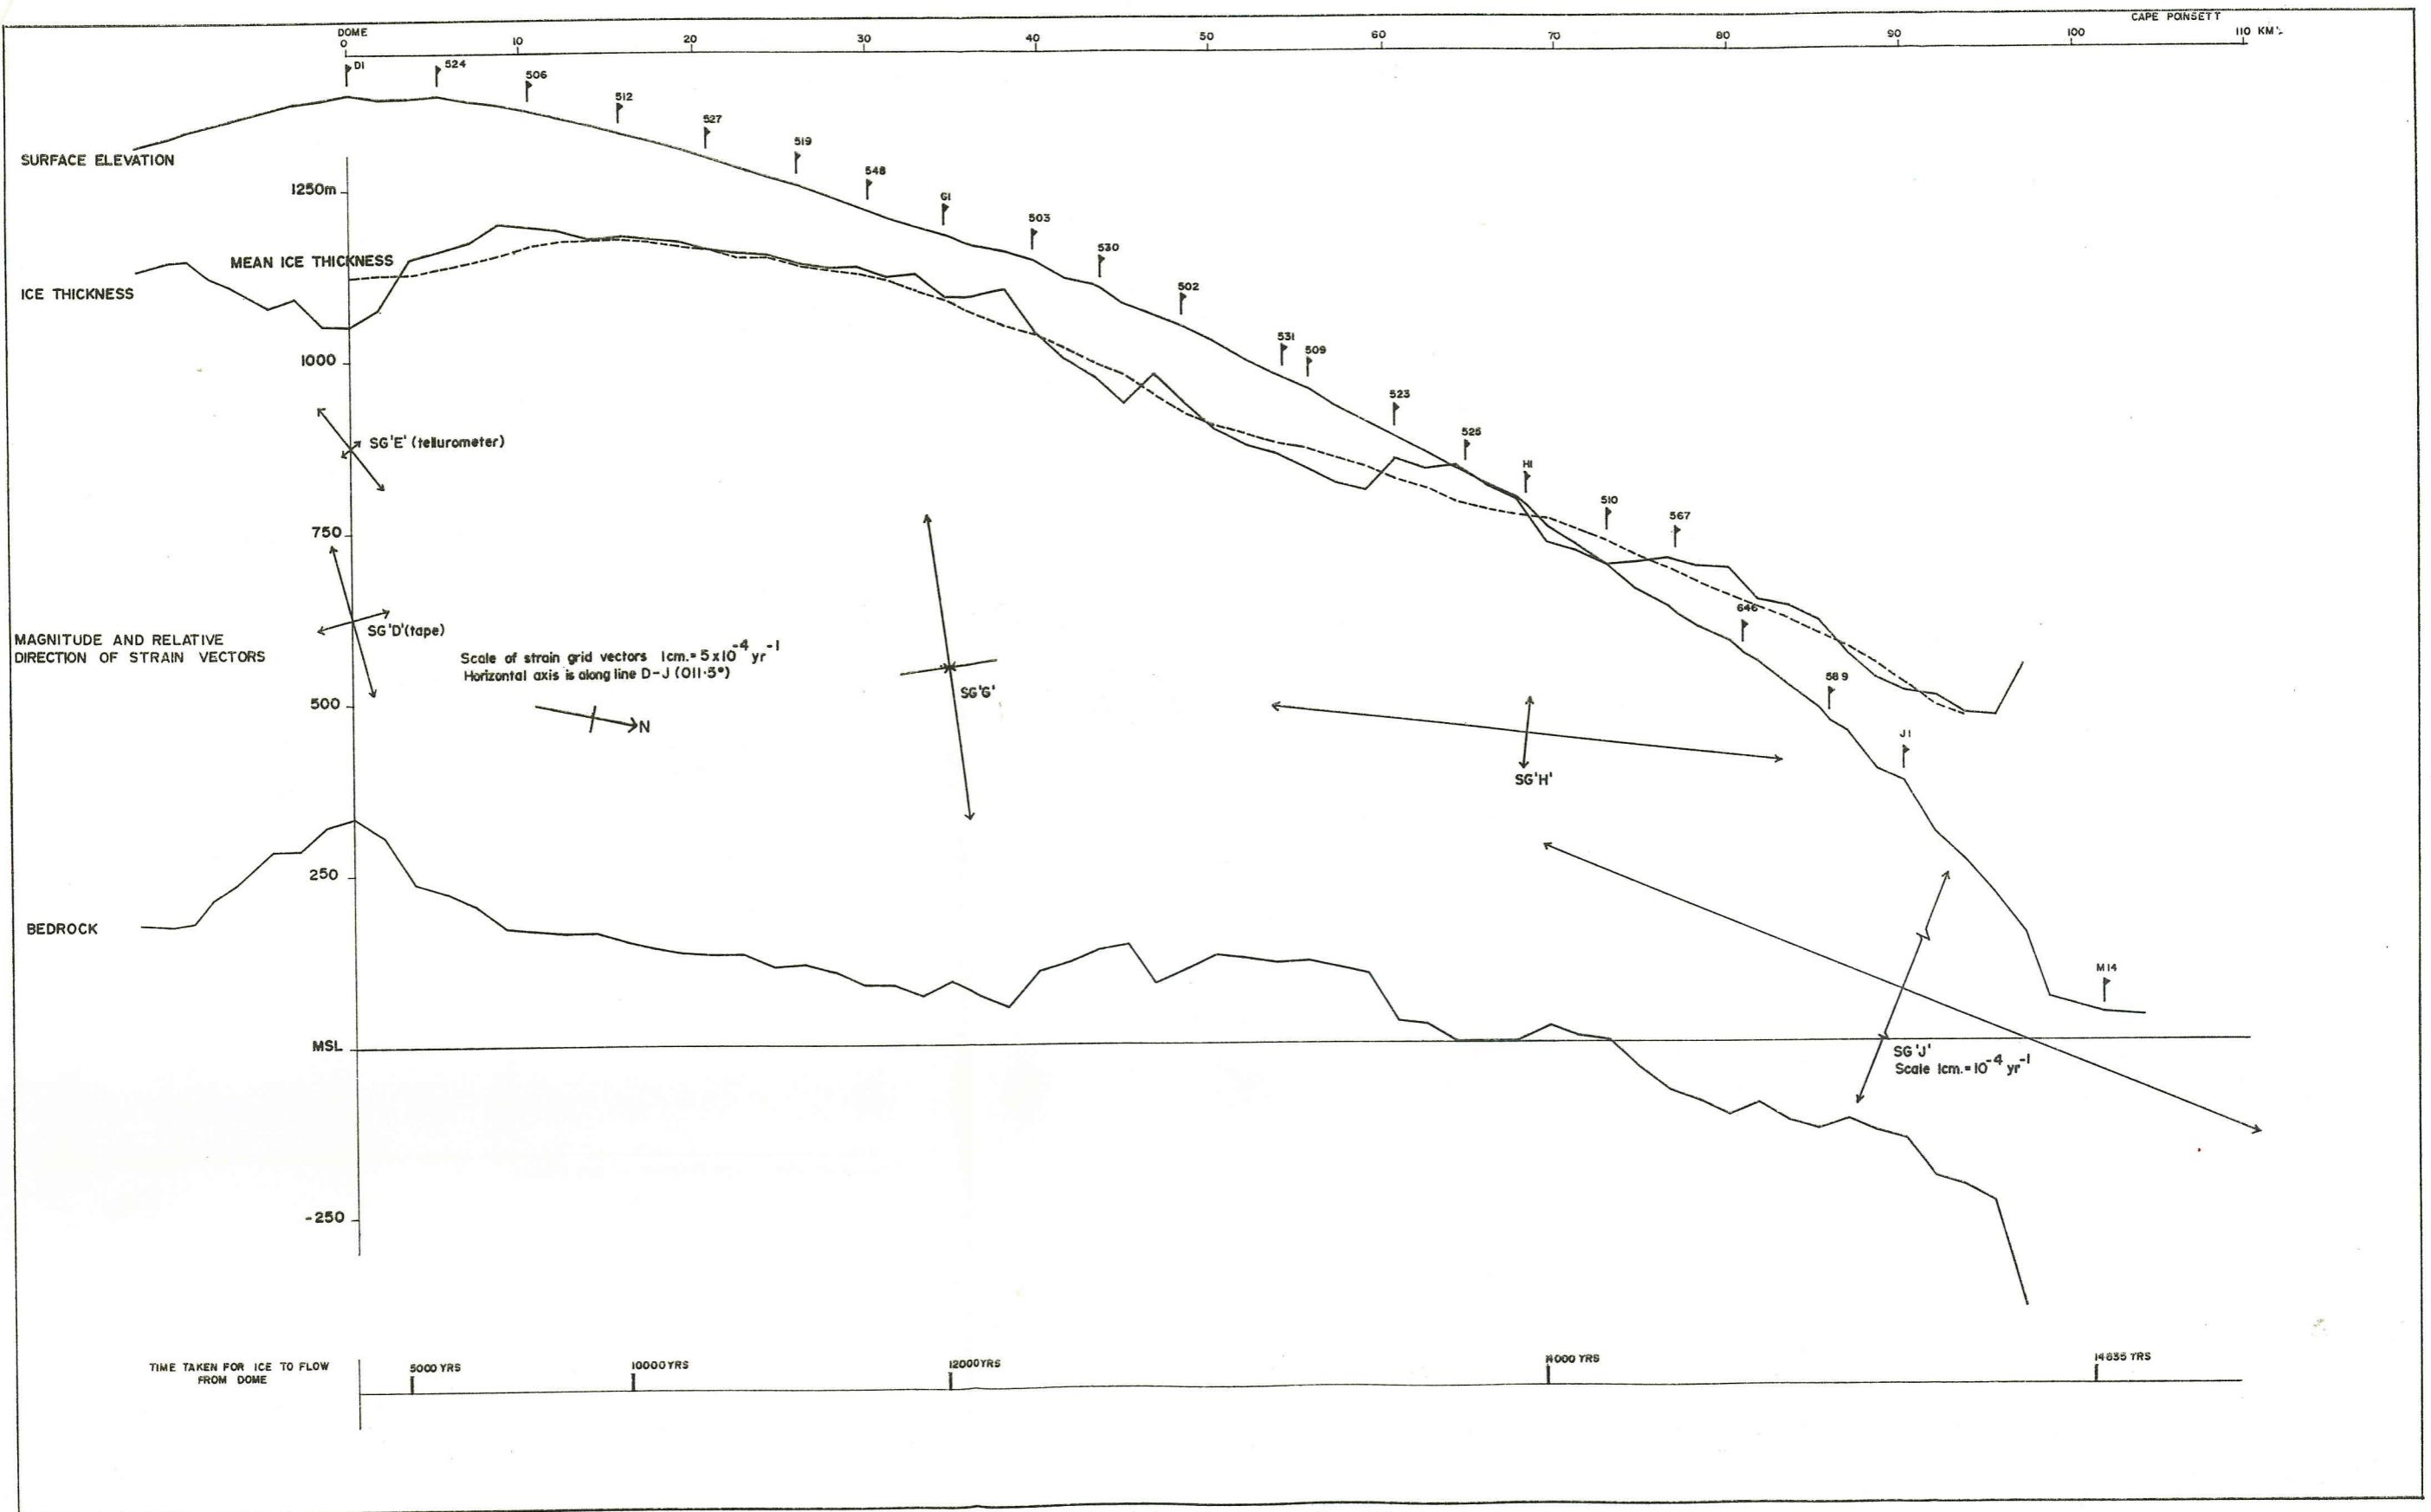 CAPE POINSETT
DOME
0 10 20 30 40 50 60 70 80 90 100 110 KM's
D1
524
506
512
527
519
548
G1
503
530
502
531
509
523
525
H1
510
567
646
589
J1
M14
SURFACE ELEVATION
1250m
MEAN ICE THICKNESS
ICE THICKNESS
1000
SG'E' (tellurometer)
750
SG'D'(tape)
MAGNITUDE AND RELATIVE
DIRECTION OF STRAIN VECTORS
Scale of strain grid vectors 1cm.= 5x10-4 yr-1
Horizontal axis is along line D-J (011·5°)
N
SG'G'
500
SG'H'
250
BEDROCK
MSL
SG'J'
Scale 1cm.= 10-4 yr-1
-250
TIME TAKEN FOR ICE TO FLOW
FROM DOME
5000 YRS
10000YRS
12000YRS
14000 YRS
14635 YRS